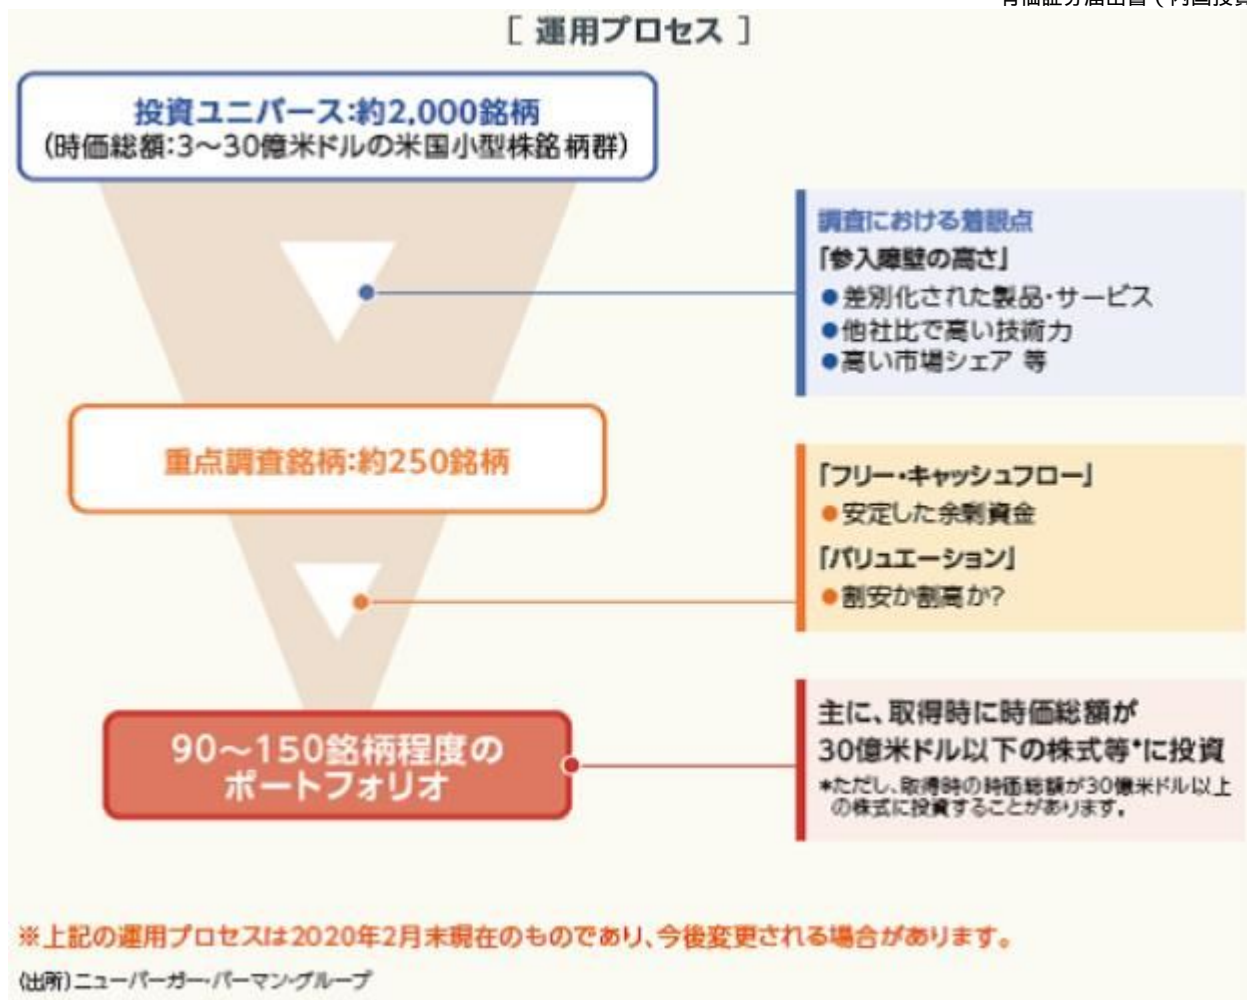 [ 運用プロセス ]
投資ユニバース:約2,000銘柄
(時価総額:3～30億米ドルの米国小型株銘柄群)
調査における着眼点
「参入障壁の高さ」
●差別化された製品・サービス
●他社比で高い技術力
●高い市場シェア 等
重点調査銘柄:約250銘柄
「フリー・キャッシュフロー」
●安定した余剰資金
「バリュエーション」
●割安か割高か?
90～150銘柄程度の
ポートフォリオ
主に、取得時に時価総額が
30億米ドル以下の株式等*に投資
*ただし、取得時の時価総額が30億米ドル以上
の株式に投資することがあります。
※上記の運用プロセスは2020年2月末現在のものであり、今後変更される場合があります。
(出所)ニューバーガー・バーマン・グループ